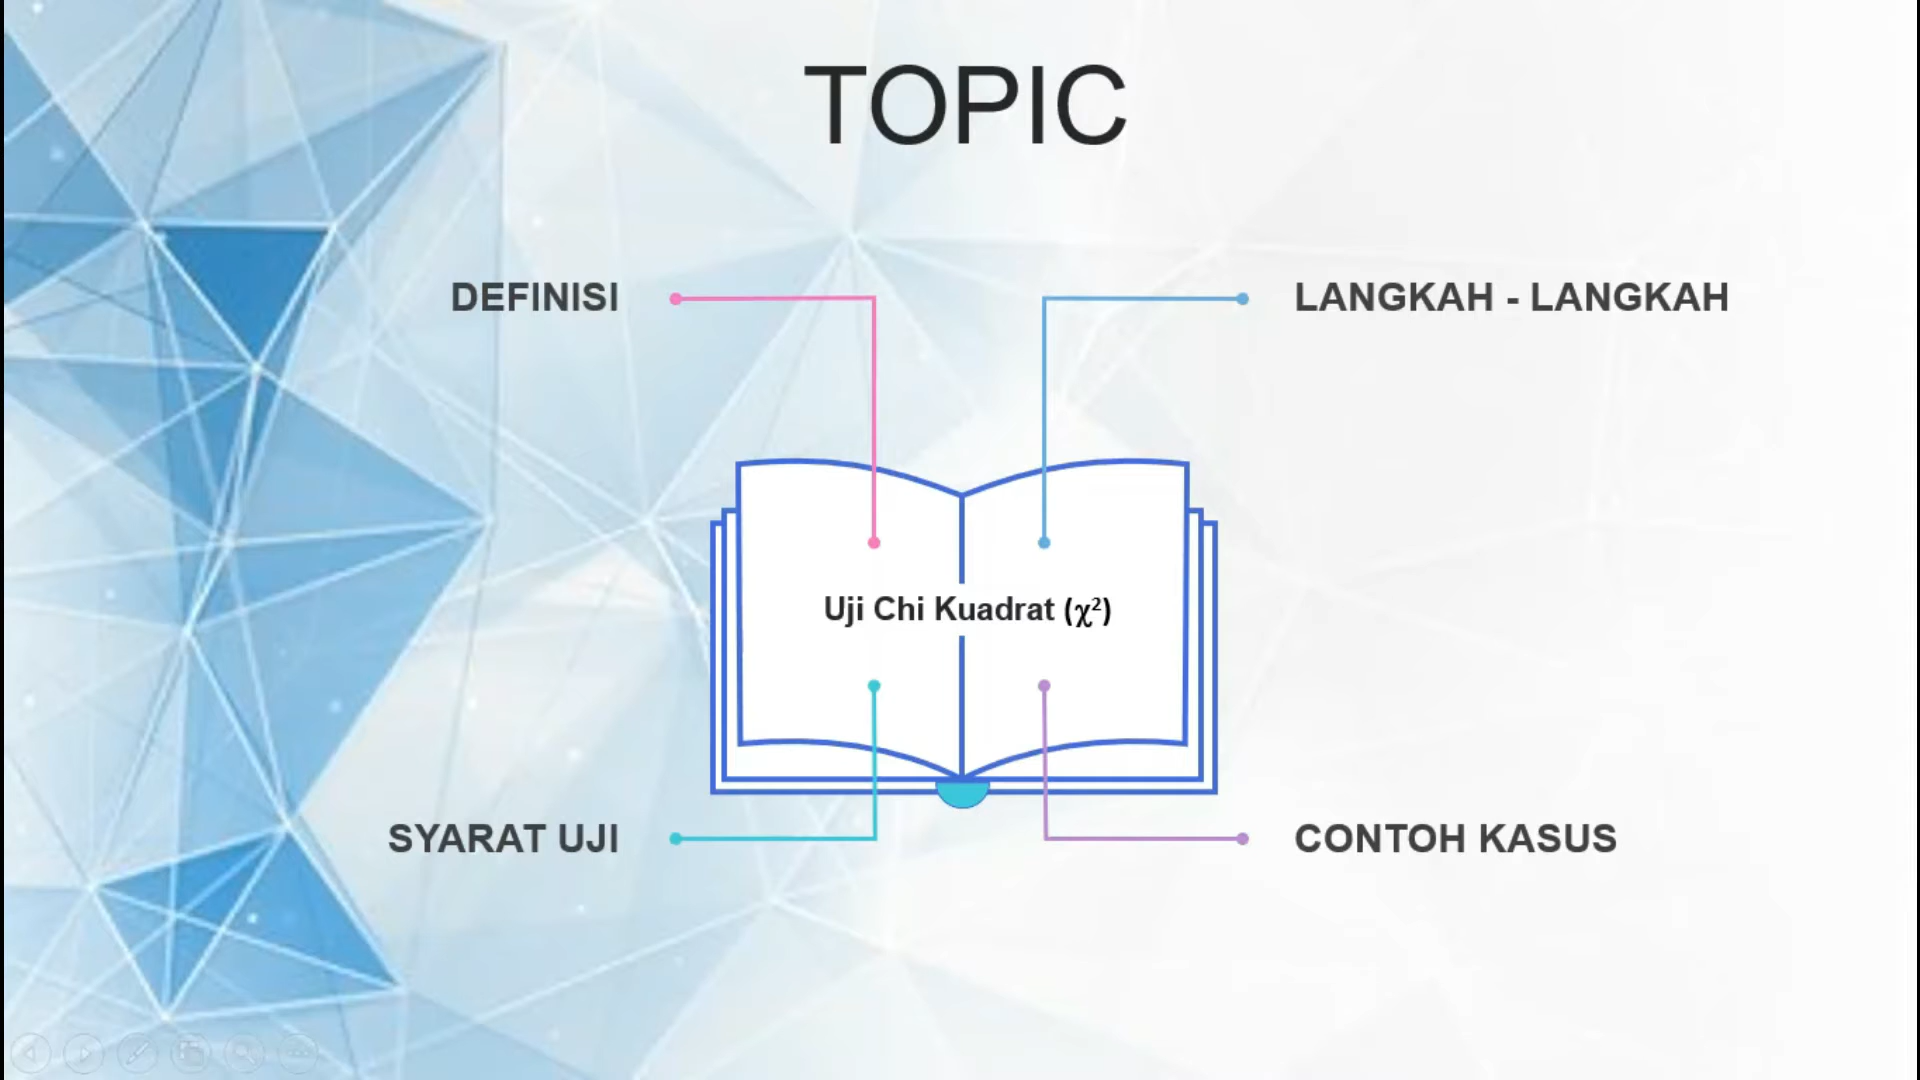 TOPIC
DEFINISI
LANGKAH - LANGKAH
Uji Chi Kuadrat (χ²)
SYARAT UJI
CONTOH KASUS